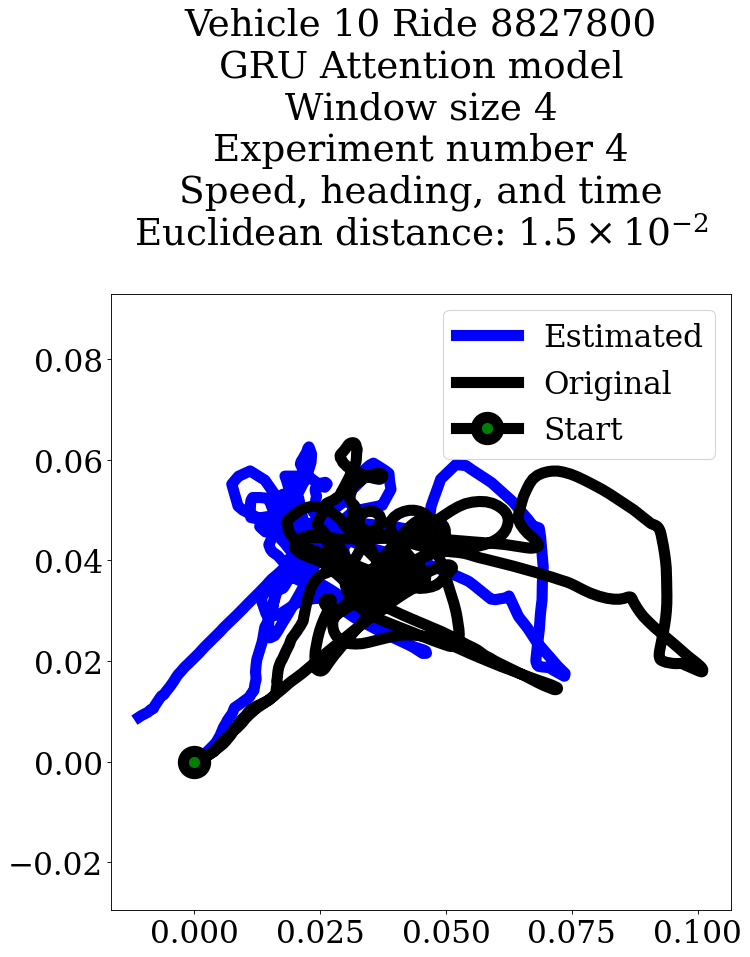 Vehicle 10 Ride 8827800
GRU Attention model
Window size 4
Experiment number 4
Speed, heading, and time
Euclidean distance: 1.5 × 10⁻²
Estimated
Original
Start
0.08
0.06
0.04
0.02
0.00
−0.02
0.000 0.025 0.050 0.075 0.100